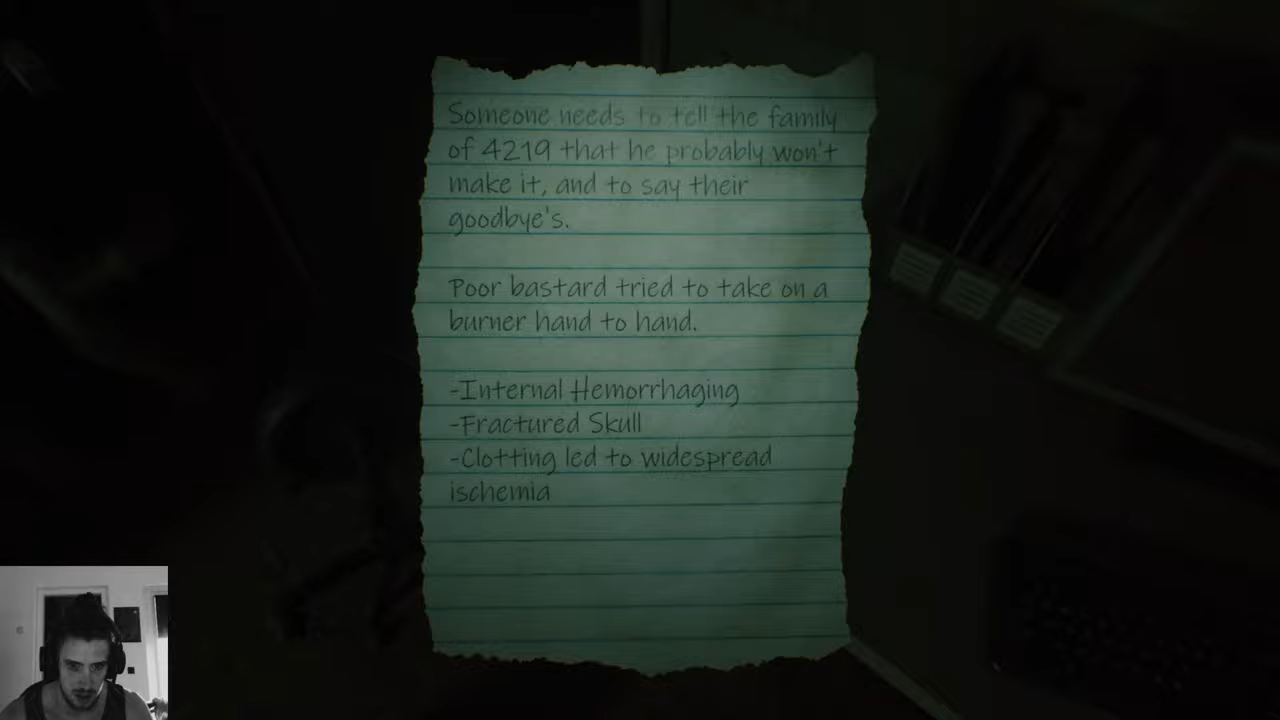 Someone needs to tell the family
of 4219 that he probably won't
make it, and to say their
goodbye's.
Poor bastard tried to take on a
burner hand to hand.
-Internal Hemorrhaging
-Fractured Skull
-Clotting led to widespread
ischemia